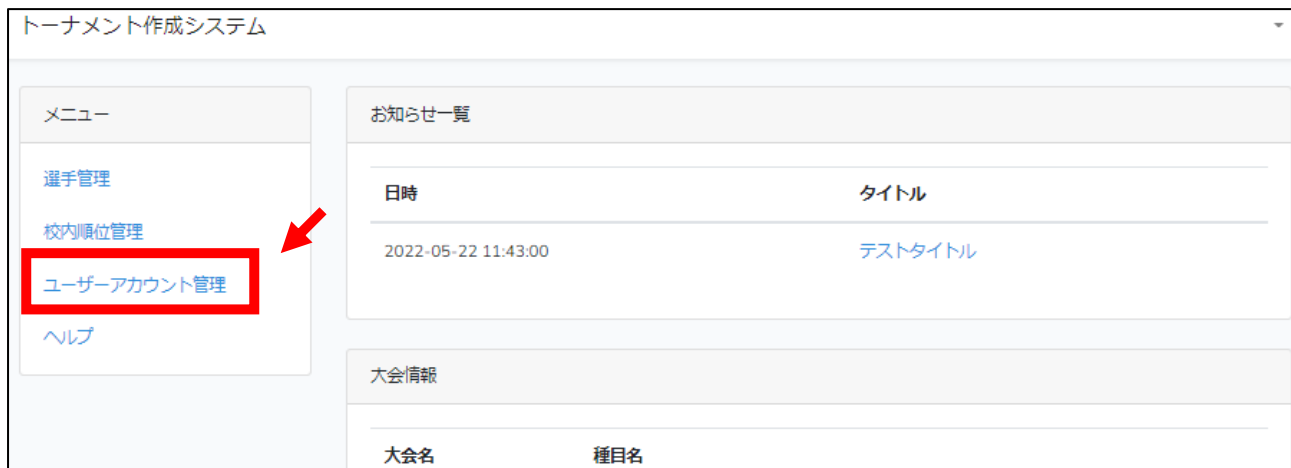 トーナメント作成システム
メニュー
選手管理
校内順位管理
ユーザーアカウント管理
ヘルプ
お知らせ一覧
日時 タイトル
2022-05-22 11:43:00 テストタイトル
大会情報
大会名 種目名